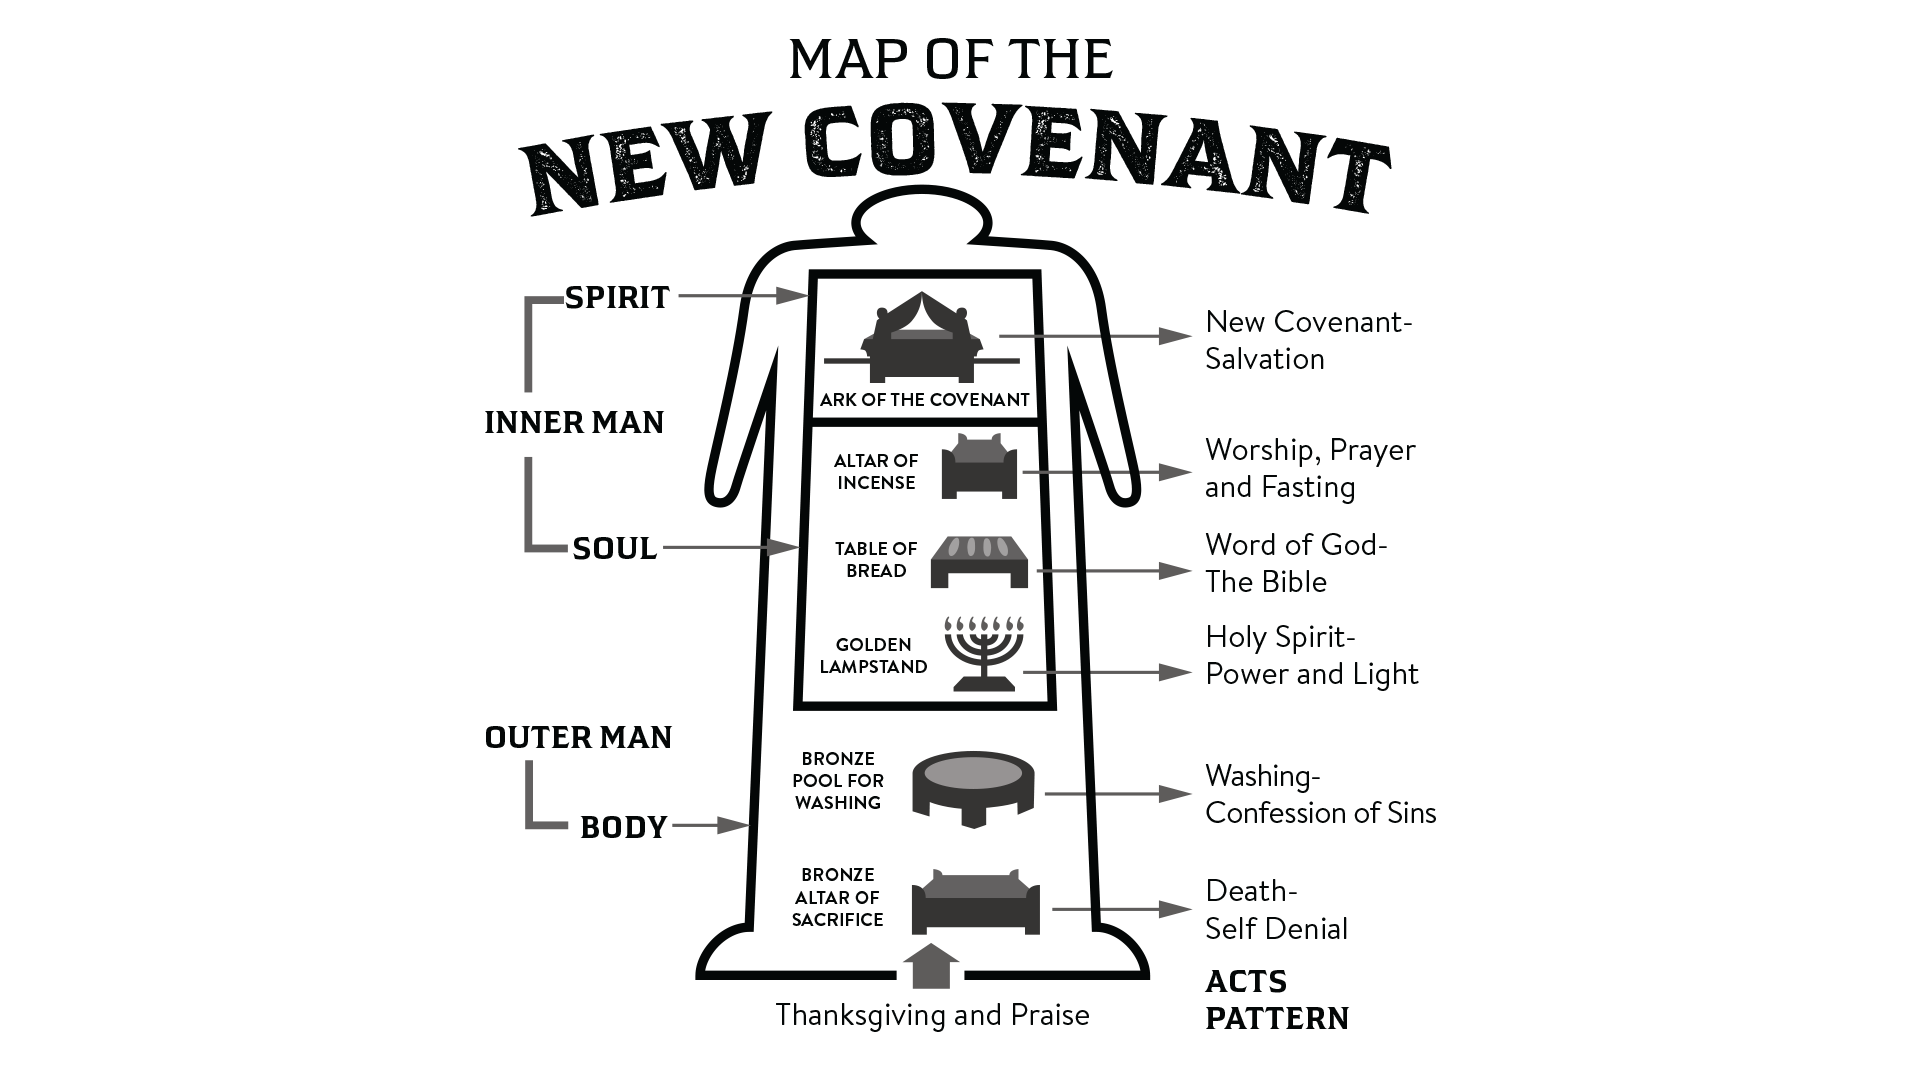 MAP OF THE
NEW COVENANT
SPIRIT
INNER MAN
SOUL
OUTER MAN
BODY
ARK OF THE COVENANT
ALTAR OF
INCENSE
TABLE OF
BREAD
GOLDEN
LAMPSTAND
BRONZE
POOL FOR
WASHING
BRONZE
ALTAR OF
SACRIFICE
Thanksgiving and Praise
New Covenant-
Salvation
Worship, Prayer
and Fasting
Word of God-
The Bible
Holy Spirit-
Power and Light
Washing-
Confession of Sins
Death-
Self Denial
ACTS
PATTERN